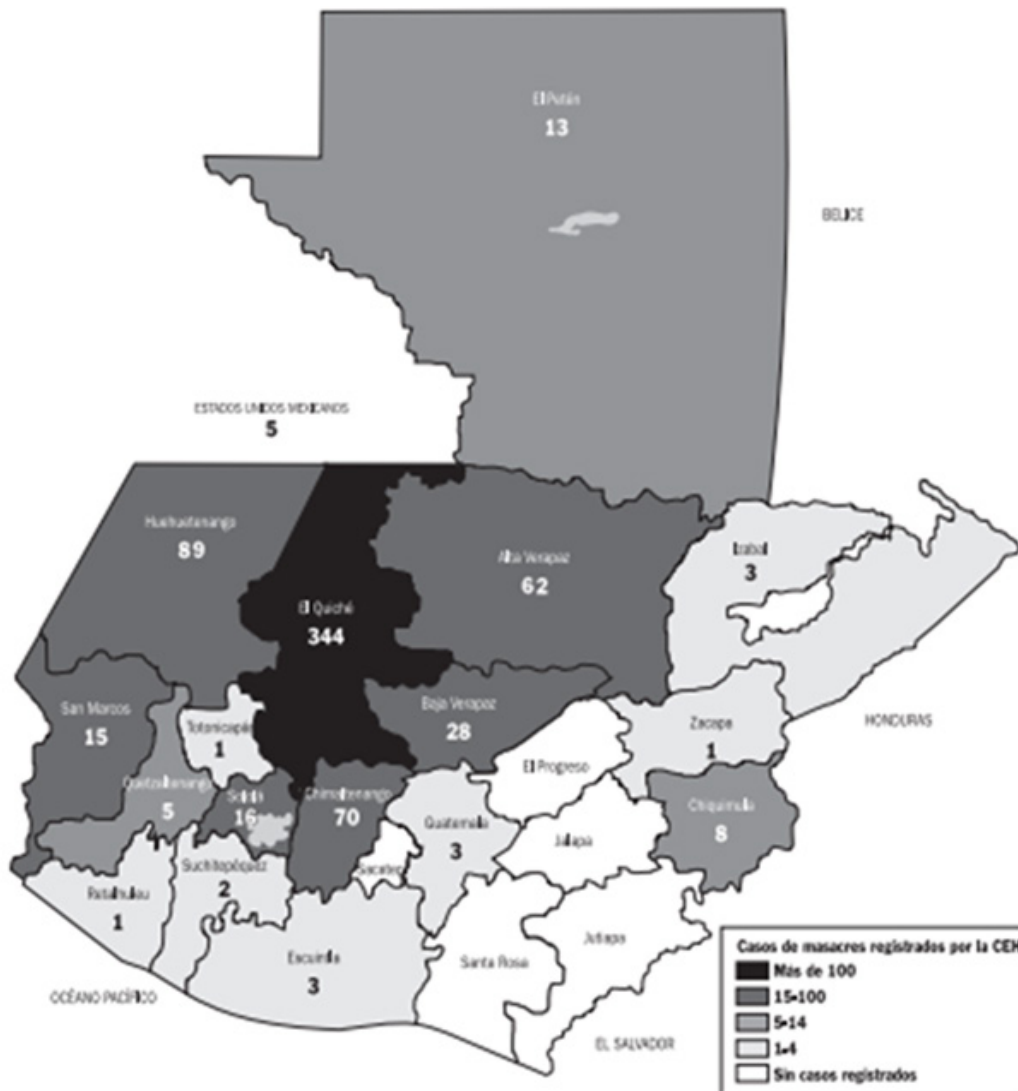 El Petén
13
BELICE
ESTADOS UNIDOS MEXICANOS
5
Huehuetenango
89
Alta Verapaz
62
Izabal
3
El Quiché
344
San Marcos
15
Totonicapán
1
Baja Verapaz
28
Zacapa
1
HONDURAS
El Progreso
Quetzaltenango
5
Sololá
16
Chimaltenango
70
Guatemala
3
Jalapa
Chiquimula
8
Sacatep
Suchitepéquez
2
Retalhuleu
1
Escuintla
3
Santa Rosa
Jutiapa
OCÉANO PACÍFICO
EL SALVADOR
Casos de masacres registrados por la CEH
Más de 100
15-100
5-14
1-4
Sin casos registrados